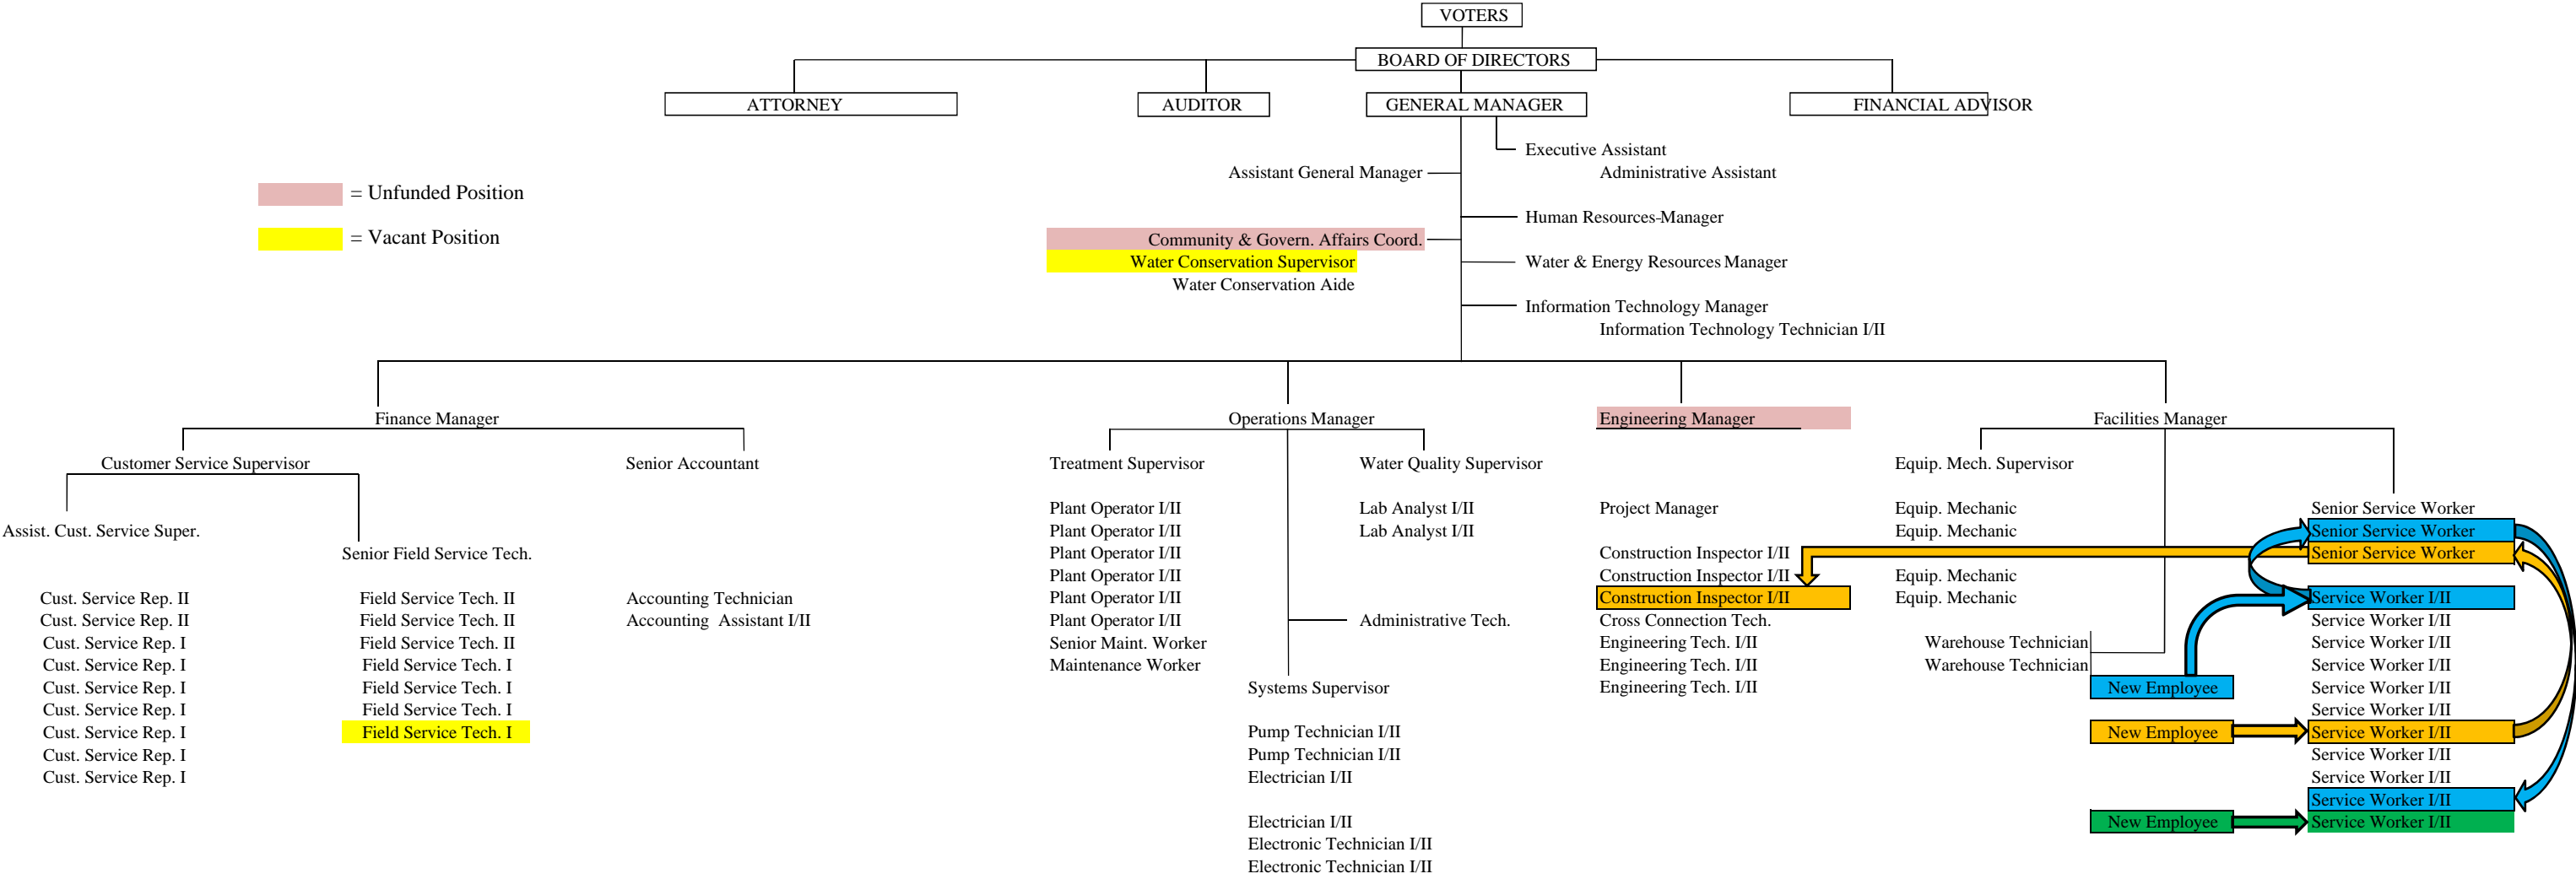 VOTERS
BOARD OF DIRECTORS
ATTORNEY
AUDITOR
GENERAL MANAGER
FINANCIAL ADVISOR
Executive Assistant
Administrative Assistant
Assistant General Manager
= Unfunded Position
= Vacant Position
Human Resources-Manager
Community & Govern. Affairs Coord.
Water Conservation Supervisor
Water Conservation Aide
Water & Energy Resources Manager
Information Technology Manager
Information Technology Technician I/II
Finance Manager
Customer Service Supervisor
Senior Accountant
Assist. Cust. Service Super.
Senior Field Service Tech.
Cust. Service Rep. II
Cust. Service Rep. II
Cust. Service Rep. I
Cust. Service Rep. I
Cust. Service Rep. I
Cust. Service Rep. I
Cust. Service Rep. I
Cust. Service Rep. I
Cust. Service Rep. I
Field Service Tech. II
Field Service Tech. II
Field Service Tech. II
Field Service Tech. I
Field Service Tech. I
Field Service Tech. I
Field Service Tech. I
Accounting Technician
Accounting Assistant I/II
Operations Manager
Treatment Supervisor
Plant Operator I/II
Plant Operator I/II
Plant Operator I/II
Plant Operator I/II
Plant Operator I/II
Plant Operator I/II
Senior Maint. Worker
Maintenance Worker
Water Quality Supervisor
Lab Analyst I/II
Lab Analyst I/II
Administrative Tech.
Systems Supervisor
Pump Technician I/II
Pump Technician I/II
Electrician I/II
Electrician I/II
Electronic Technician I/II
Electronic Technician I/II
Engineering Manager
Project Manager
Construction Inspector I/II
Construction Inspector I/II
Construction Inspector I/II
Cross Connection Tech.
Engineering Tech. I/II
Engineering Tech. I/II
Engineering Tech. I/II
Facilities Manager
Equip. Mech. Supervisor
Equip. Mechanic
Equip. Mechanic
Equip. Mechanic
Equip. Mechanic
Warehouse Technician
Warehouse Technician
New Employee
New Employee
New Employee
Senior Service Worker
Senior Service Worker
Senior Service Worker
Service Worker I/II
Service Worker I/II
Service Worker I/II
Service Worker I/II
Service Worker I/II
Service Worker I/II
Service Worker I/II
Service Worker I/II
Service Worker I/II
Service Worker I/II
Service Worker I/II